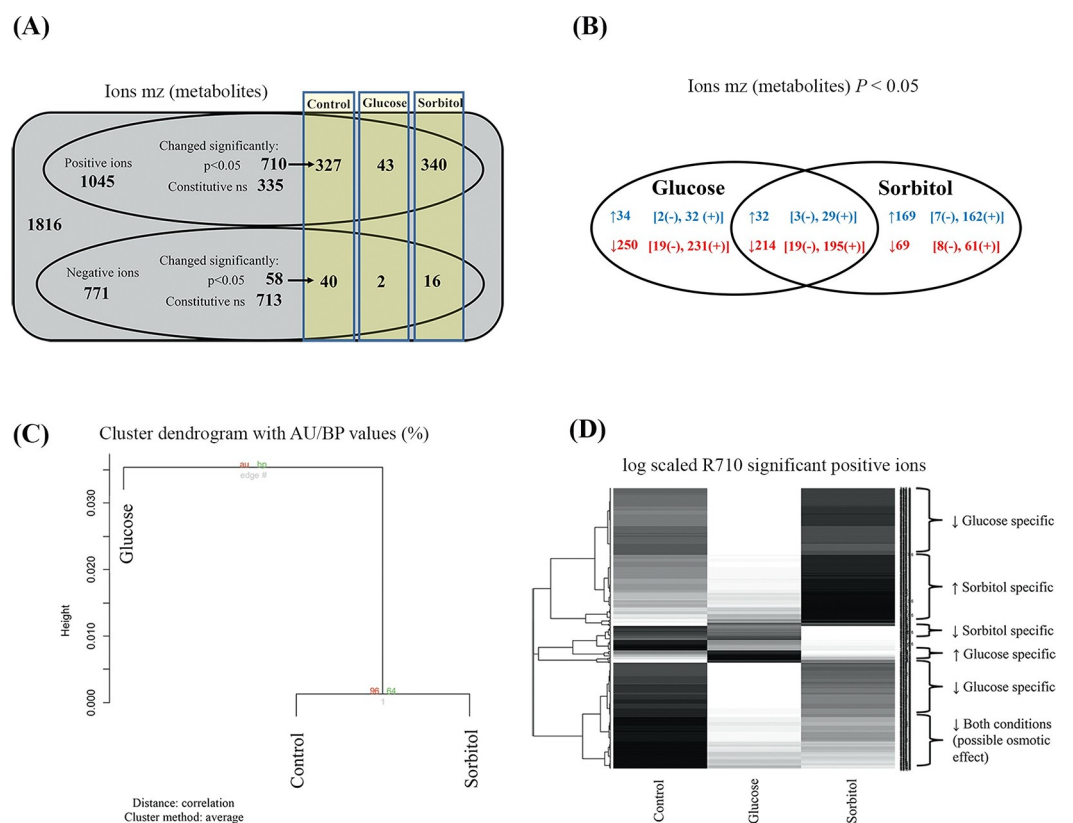 (A)
Ions mz (metabolites)
Control
Glucose
Sorbitol
Positive ions
1045
Changed significantly:
p<0.05 710
Constitutive ns 335
327
43
340
1816
Negative ions
771
Changed significantly:
p<0.05 58
Constitutive ns 713
40
2
16
(B)
Ions mz (metabolites) P < 0.05
Glucose
Sorbitol
↑34 [2(-), 32 (+)]
↑32 [3(-), 29(+)]
↑169 [7(-), 162(+)]
↓250 [19(-), 231(+)]
↓214 [19(-), 195(+)]
↓69 [8(-), 61(+)]
(C)
Cluster dendrogram with AU/BP values (%)
au bp
edge #
Height
0.030
0.020
0.010
0.000
Glucose
96 64
1
Control
Sorbitol
Distance: correlation
Cluster method: average
(D)
log scaled R710 significant positive ions
↓ Glucose specific
↑ Sorbitol specific
↓ Sorbitol specific
↑ Glucose specific
↓ Glucose specific
↓ Both conditions
(possible osmotic
effect)
Control
Glucose
Sorbitol